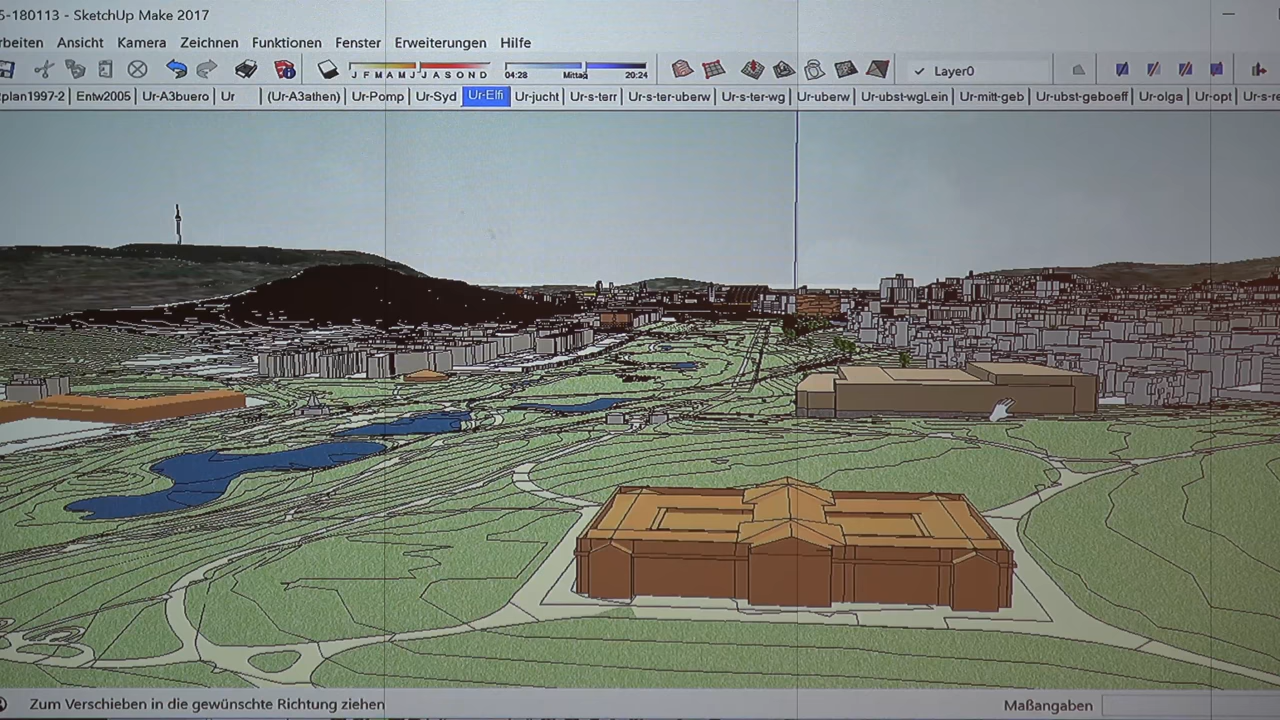 5-180113 - SketchUp Make 2017
rbeiten Ansicht Kamera Zeichnen Funktionen Fenster Erweiterungen Hilfe
J F M A M J J A S O N D 04:28 Mittag 20:24 Layer0
plan1997-2 Entw2005 Ur-A3buero Ur (Ur-A3athen) Ur-Pomp Ur-Syd Ur-Elfi Ur-jucht Ur-s-terr Ur-s-ter-uberw Ur-s-ter-wg Ur-uberw Ur-ubst-wgLein Ur-mitt-geb Ur-ubst-geboeff Ur-olga Ur-opt Ur-s-re
Zum Verschieben in die gewünschte Richtung ziehen Maßangaben